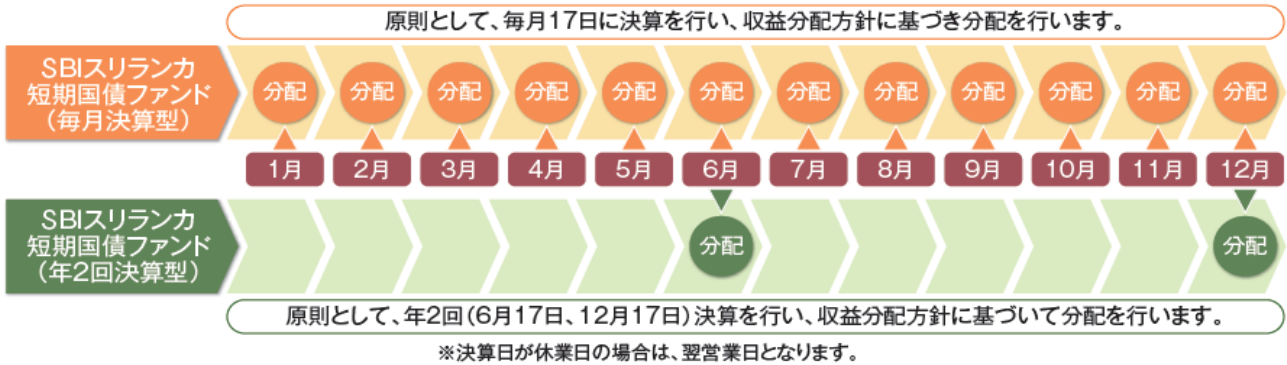 原則として、毎月17日に決算を行い、収益分配方針に基づき分配を行います。
SBIスリランカ
短期国債ファンド
（毎月決算型）
分配 分配 分配 分配 分配 分配 分配 分配 分配 分配 分配 分配
1月 2月 3月 4月 5月 6月 7月 8月 9月 10月 11月 12月
SBIスリランカ
短期国債ファンド
（年2回決算型）
分配 分配
原則として、年2回（6月17日、12月17日）決算を行い、収益分配方針に基づいて分配を行います。
※決算日が休業日の場合は、翌営業日となります。